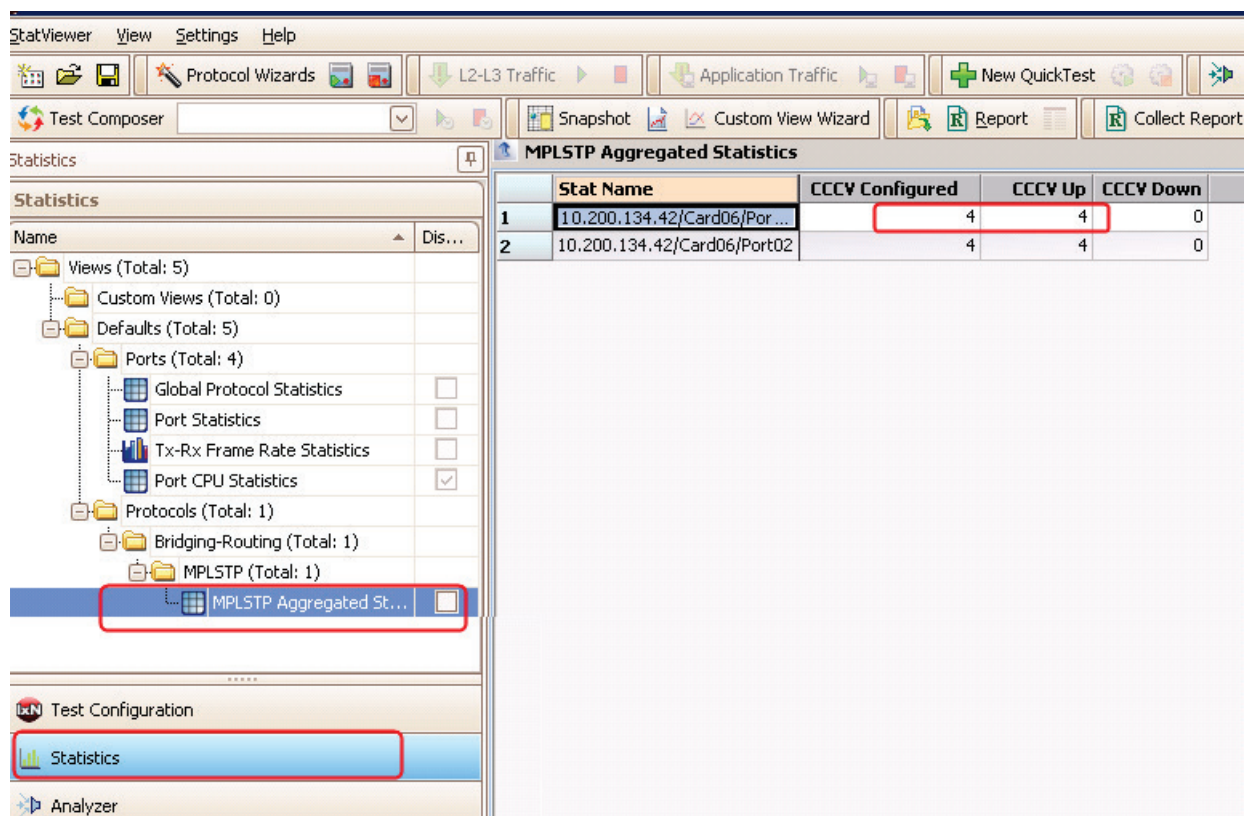 StatViewer View Settings Help
Protocol Wizards L2-L3 Traffic Application Traffic New QuickTest
Test Composer Snapshot Custom View Wizard Report Collect Report
Statistics
MPLSTP Aggregated Statistics
Statistics
Name Dis...
Views (Total: 5)
Custom Views (Total: 0)
Defaults (Total: 5)
Ports (Total: 4)
Global Protocol Statistics
Port Statistics
Tx-Rx Frame Rate Statistics
Port CPU Statistics
Protocols (Total: 1)
Bridging-Routing (Total: 1)
MPLSTP (Total: 1)
MPLSTP Aggregated St...
Stat Name CCCV Configured CCCV Up CCCV Down
1 10.200.134.42/Card06/Por... 4 4 0
2 10.200.134.42/Card06/Port02 4 4 0
IXN Test Configuration
Statistics
Analyzer